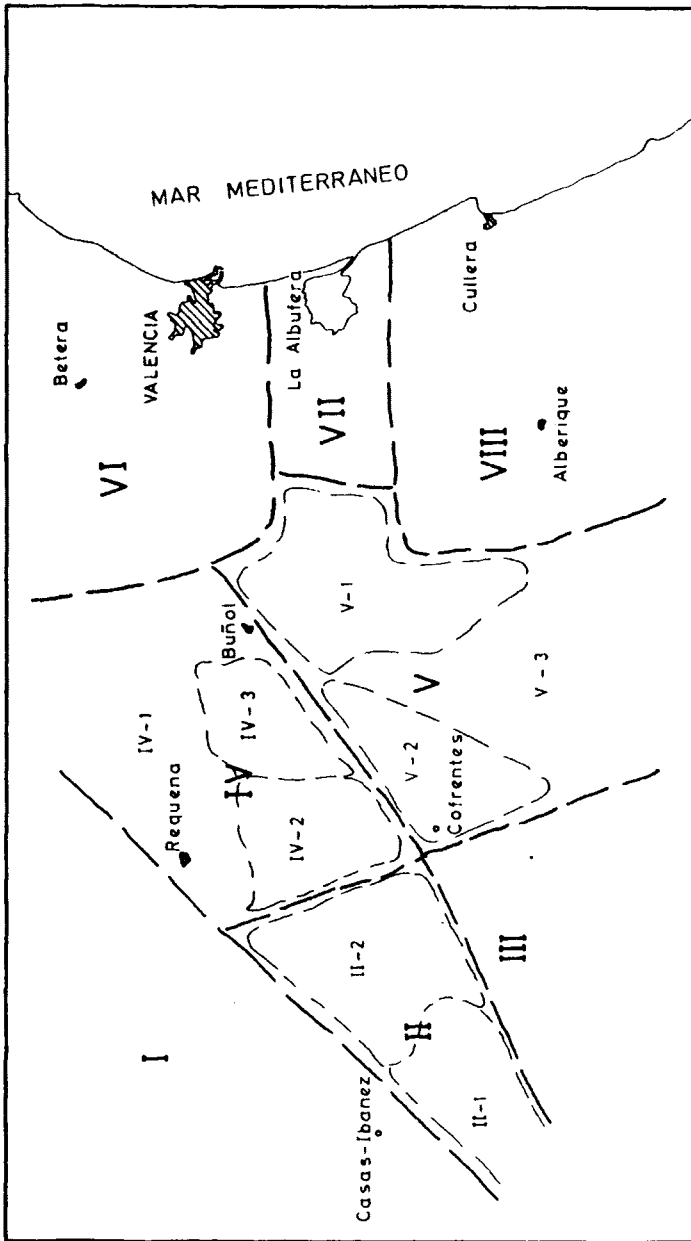 MAR MEDITERRANEO
Betera
VALENCIA
La Albufera
Cullera
VI
VII
VIII
Alberique
Buñol
V-1
IV-1
IV-3
V
V-3
Requena
IV
V-2
IV-2
Cofrentes
I
II-2
III
II
Casas-Ibanez
II-1